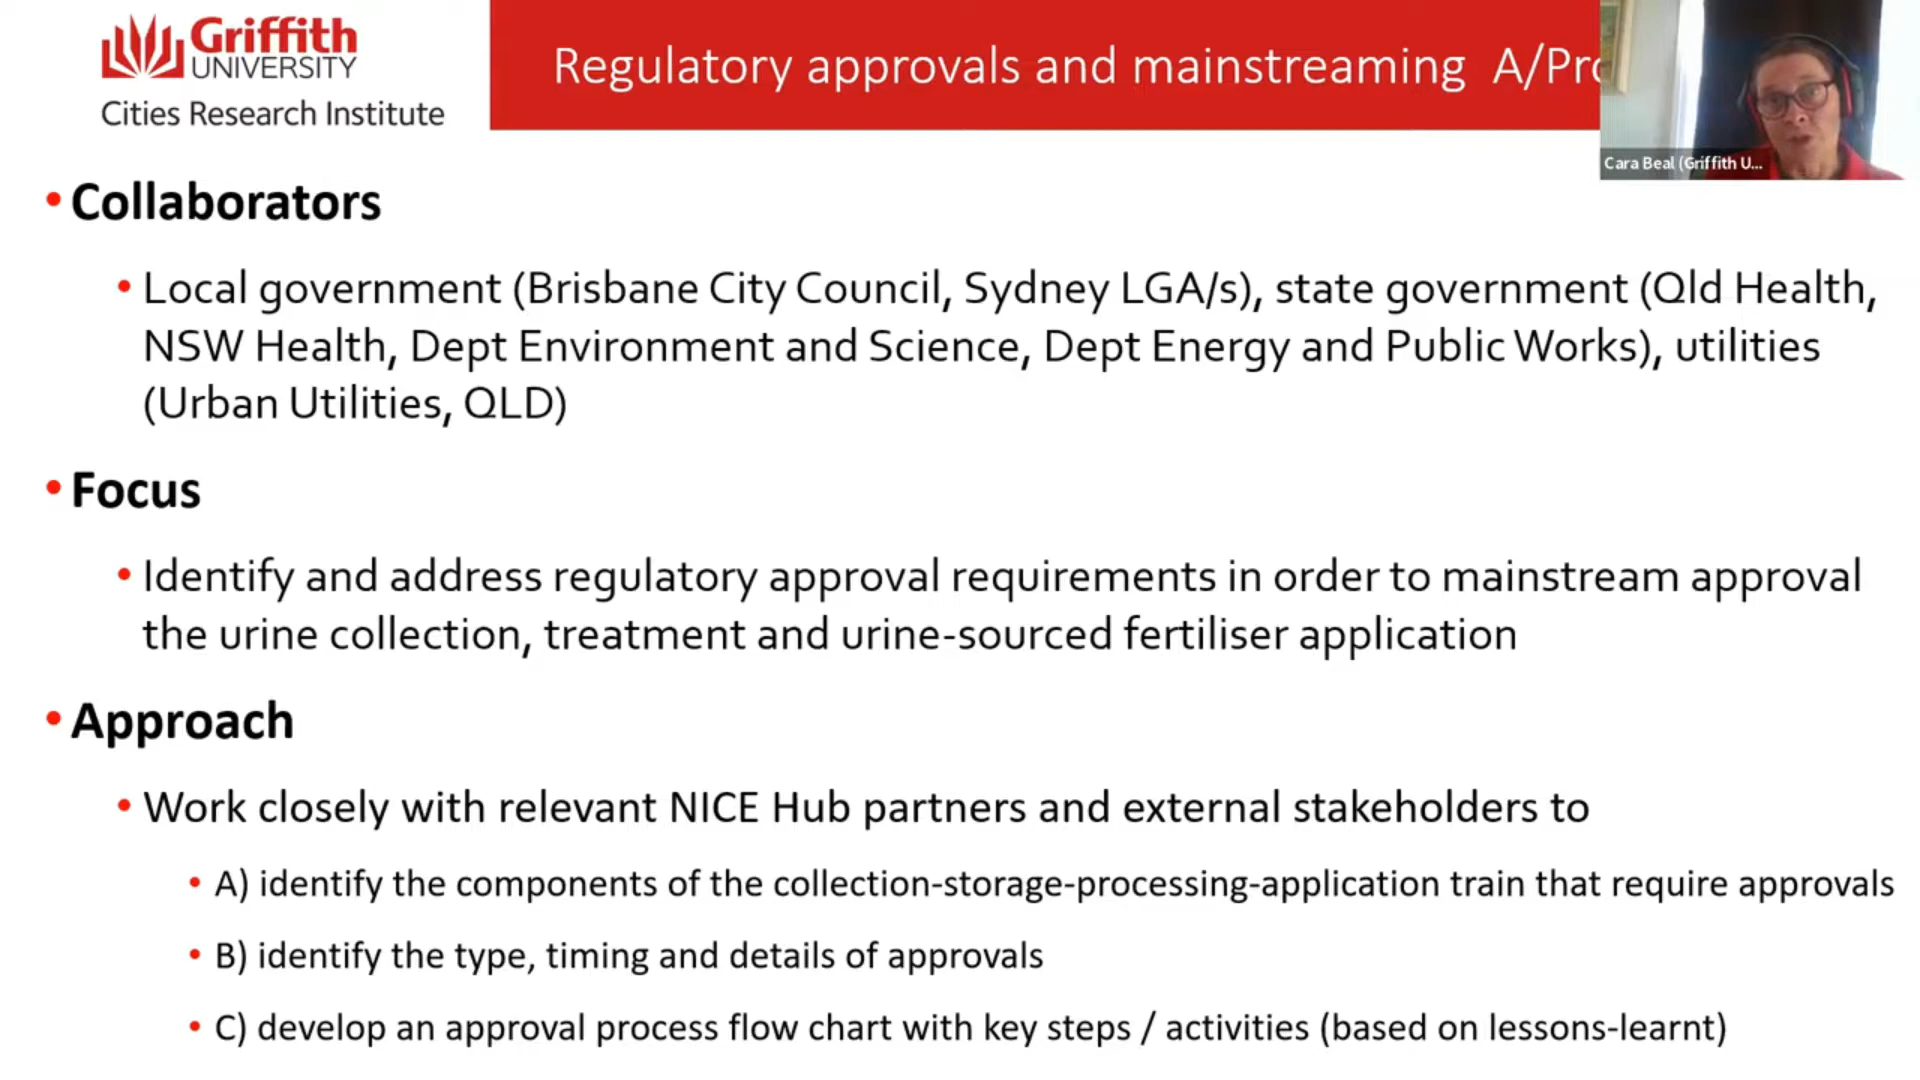 Griffith
UNIVERSITY
Cities Research Institute
Regulatory approvals and mainstreaming A/Pro
Cara Beal (Griffith U...
• Collaborators
• Local government (Brisbane City Council, Sydney LGA/s), state government (Qld Health,
NSW Health, Dept Environment and Science, Dept Energy and Public Works), utilities
(Urban Utilities, QLD)
• Focus
• Identify and address regulatory approval requirements in order to mainstream approval
the urine collection, treatment and urine-sourced fertiliser application
• Approach
• Work closely with relevant NICE Hub partners and external stakeholders to
• A) identify the components of the collection-storage-processing-application train that require approvals
• B) identify the type, timing and details of approvals
• C) develop an approval process flow chart with key steps / activities (based on lessons-learnt)